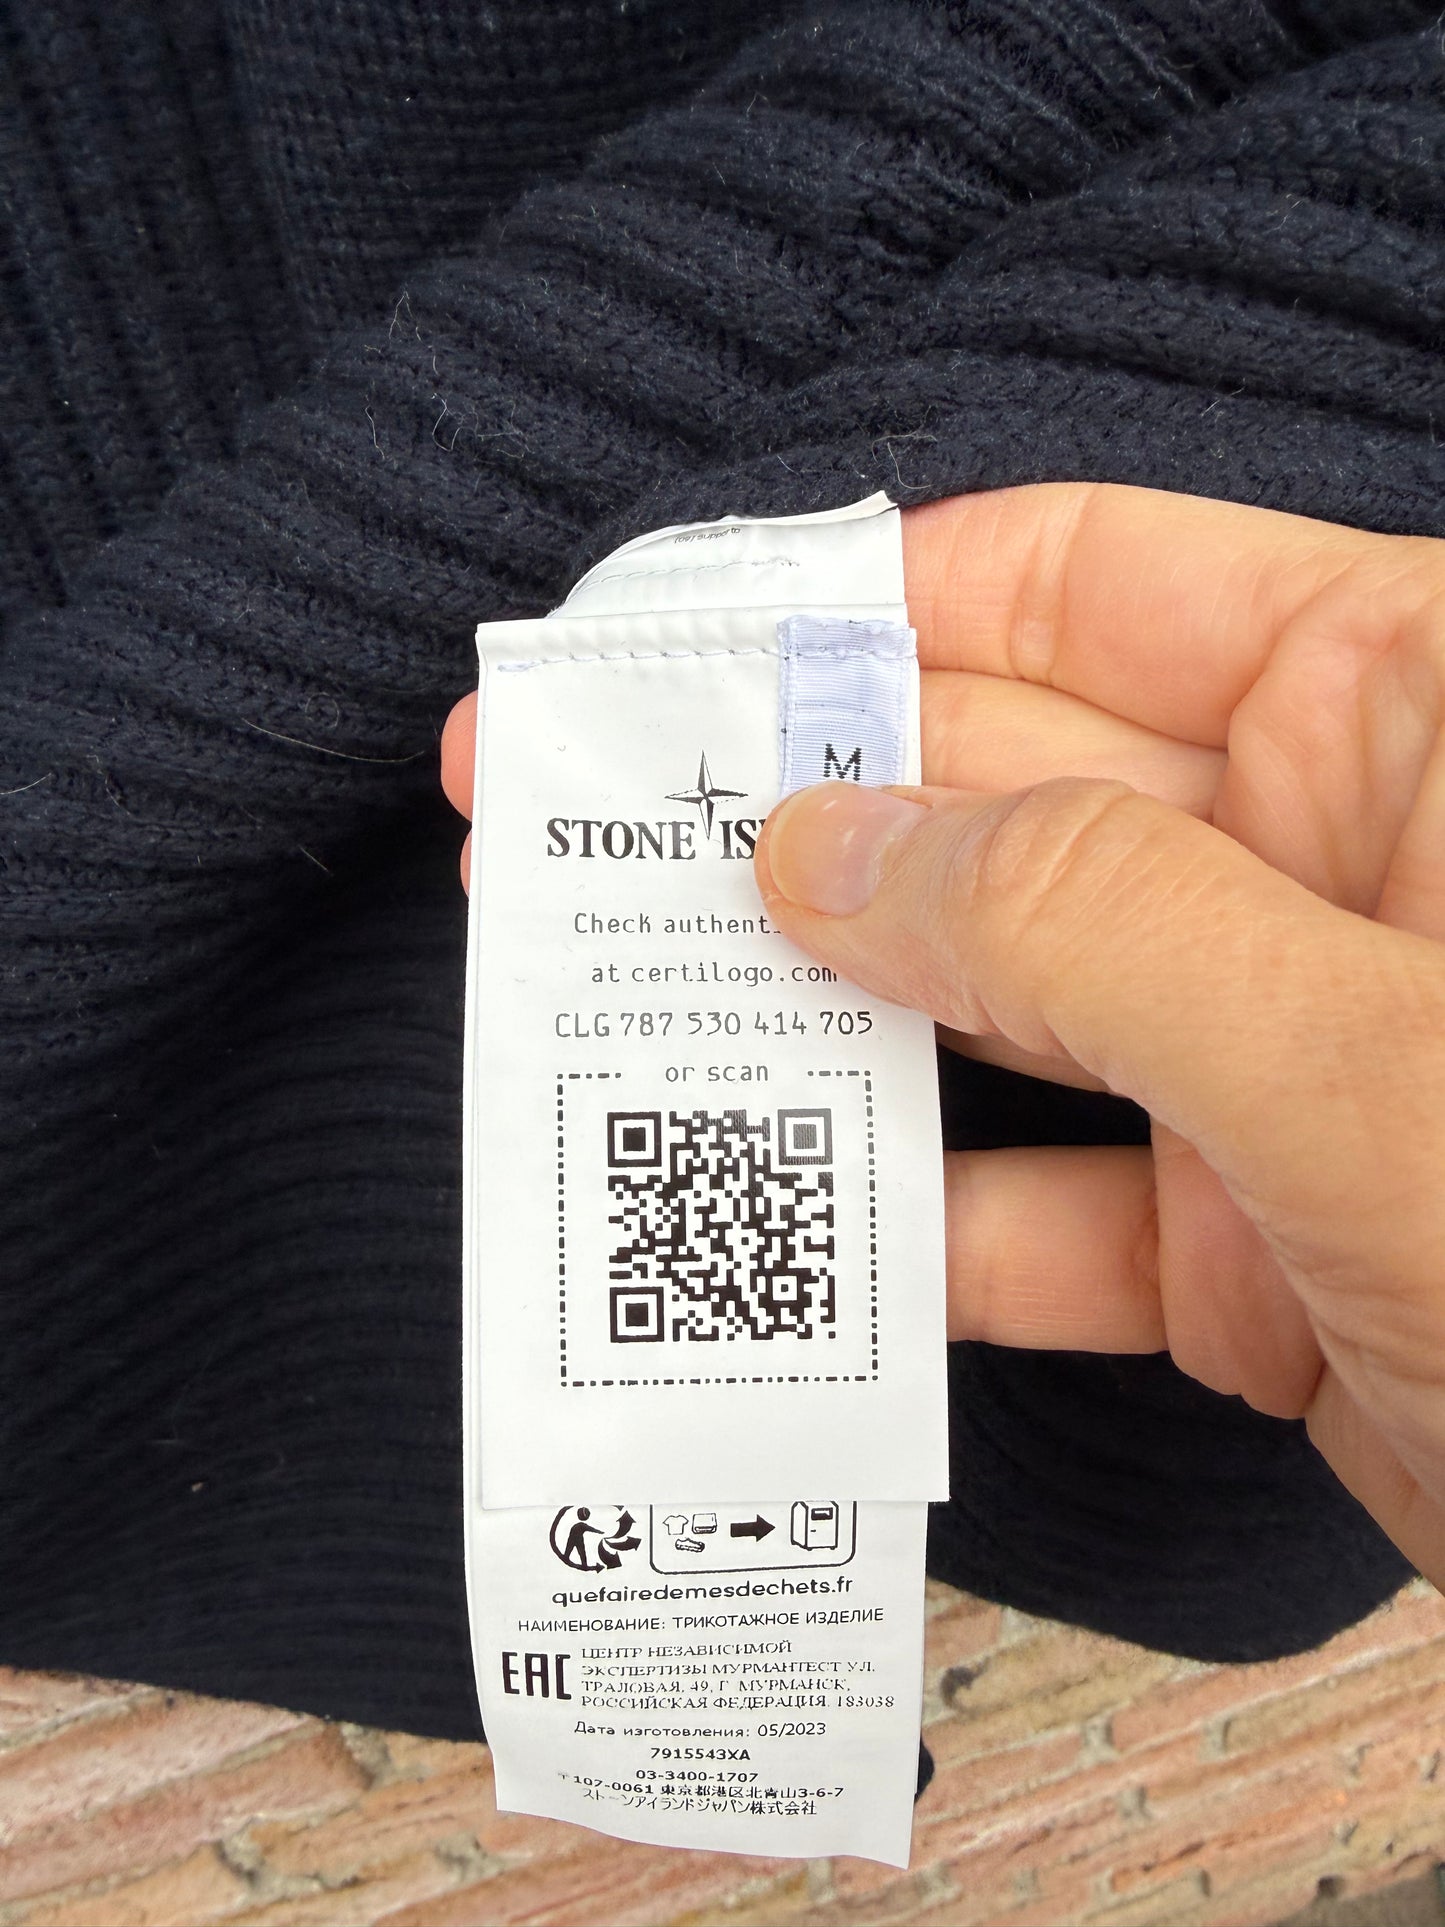 M
STONE
Check
at certilogo.com
CLG 787 530 414 705
or scan
quefairedemesdechets.fr
НАИМЕНОВАНИЕ: ТРИКОТАЖНОЕ ИЗДЕЛИЕ
EAC
ЦЕНТР НЕЗАВИСИМОЙ
ЭКСПЕРТИЗЫ МУРМАНТЕСТ УЛ.
ТРАЛОВАЯ, 49, Г. МУРМАНСК,
РОССИЙСКАЯ ФЕДЕРАЦИЯ, 183038
Дата изготовления: 05/2023
7915543XA
03-3400-1707
〒107-0061 東京都港区北青山3-6-7
ストーンアイランドジャパン株式会社